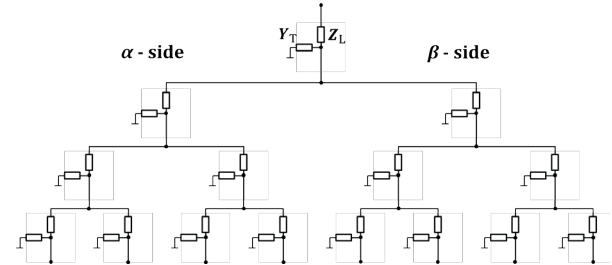 Y_T Z_L
α - side β - side